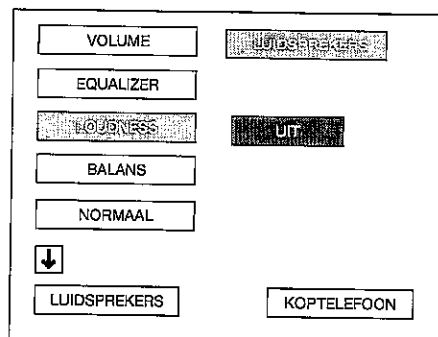 VOLUME LUIDSPREKERS
EQUALIZER
LOUDNESS UIT
BALANS
NORMAAL
↓
LUIDSPREKERS KOPTELEFOON